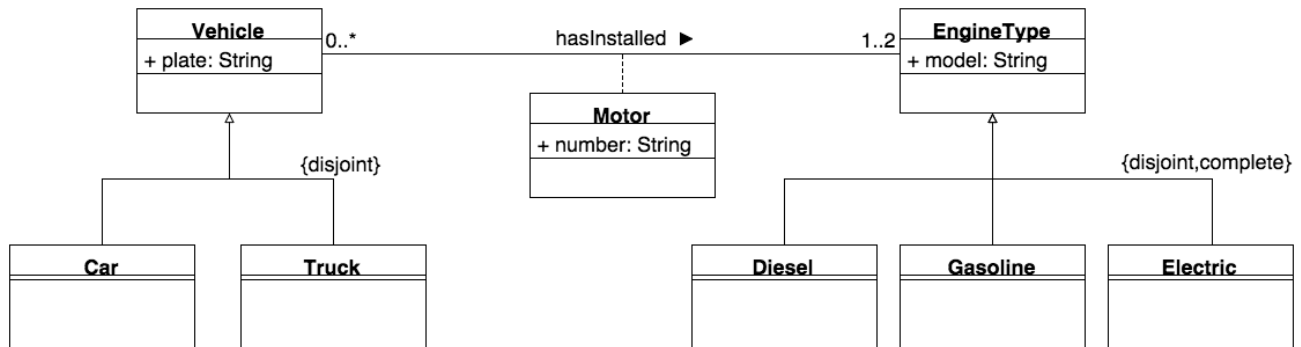 Vehicle
+ plate: String
0..*
hasInstalled ►
1..2
EngineType
+ model: String
Motor
+ number: String
{disjoint}
{disjoint,complete}
Car
Truck
Diesel
Gasoline
Electric